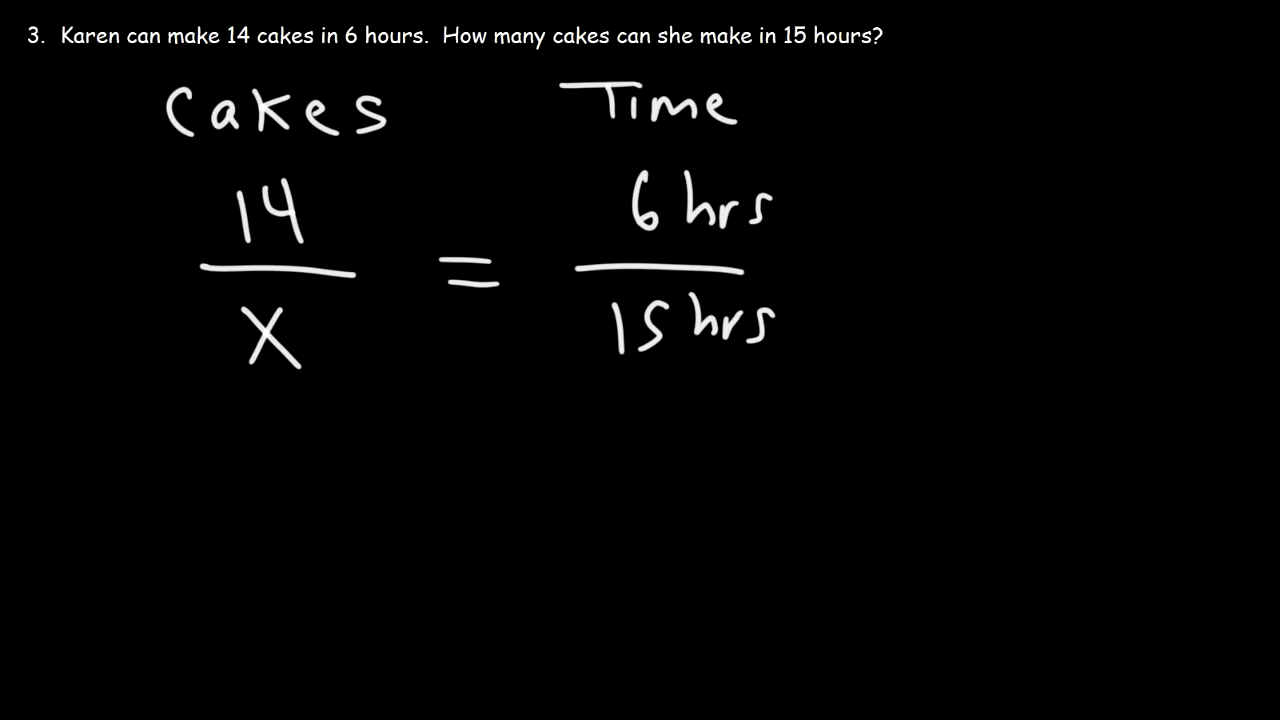 3. Karen can make 14 cakes in 6 hours. How many cakes can she make in 15 hours?
Cakes Time
14 6 hrs
=
X 15 hrs